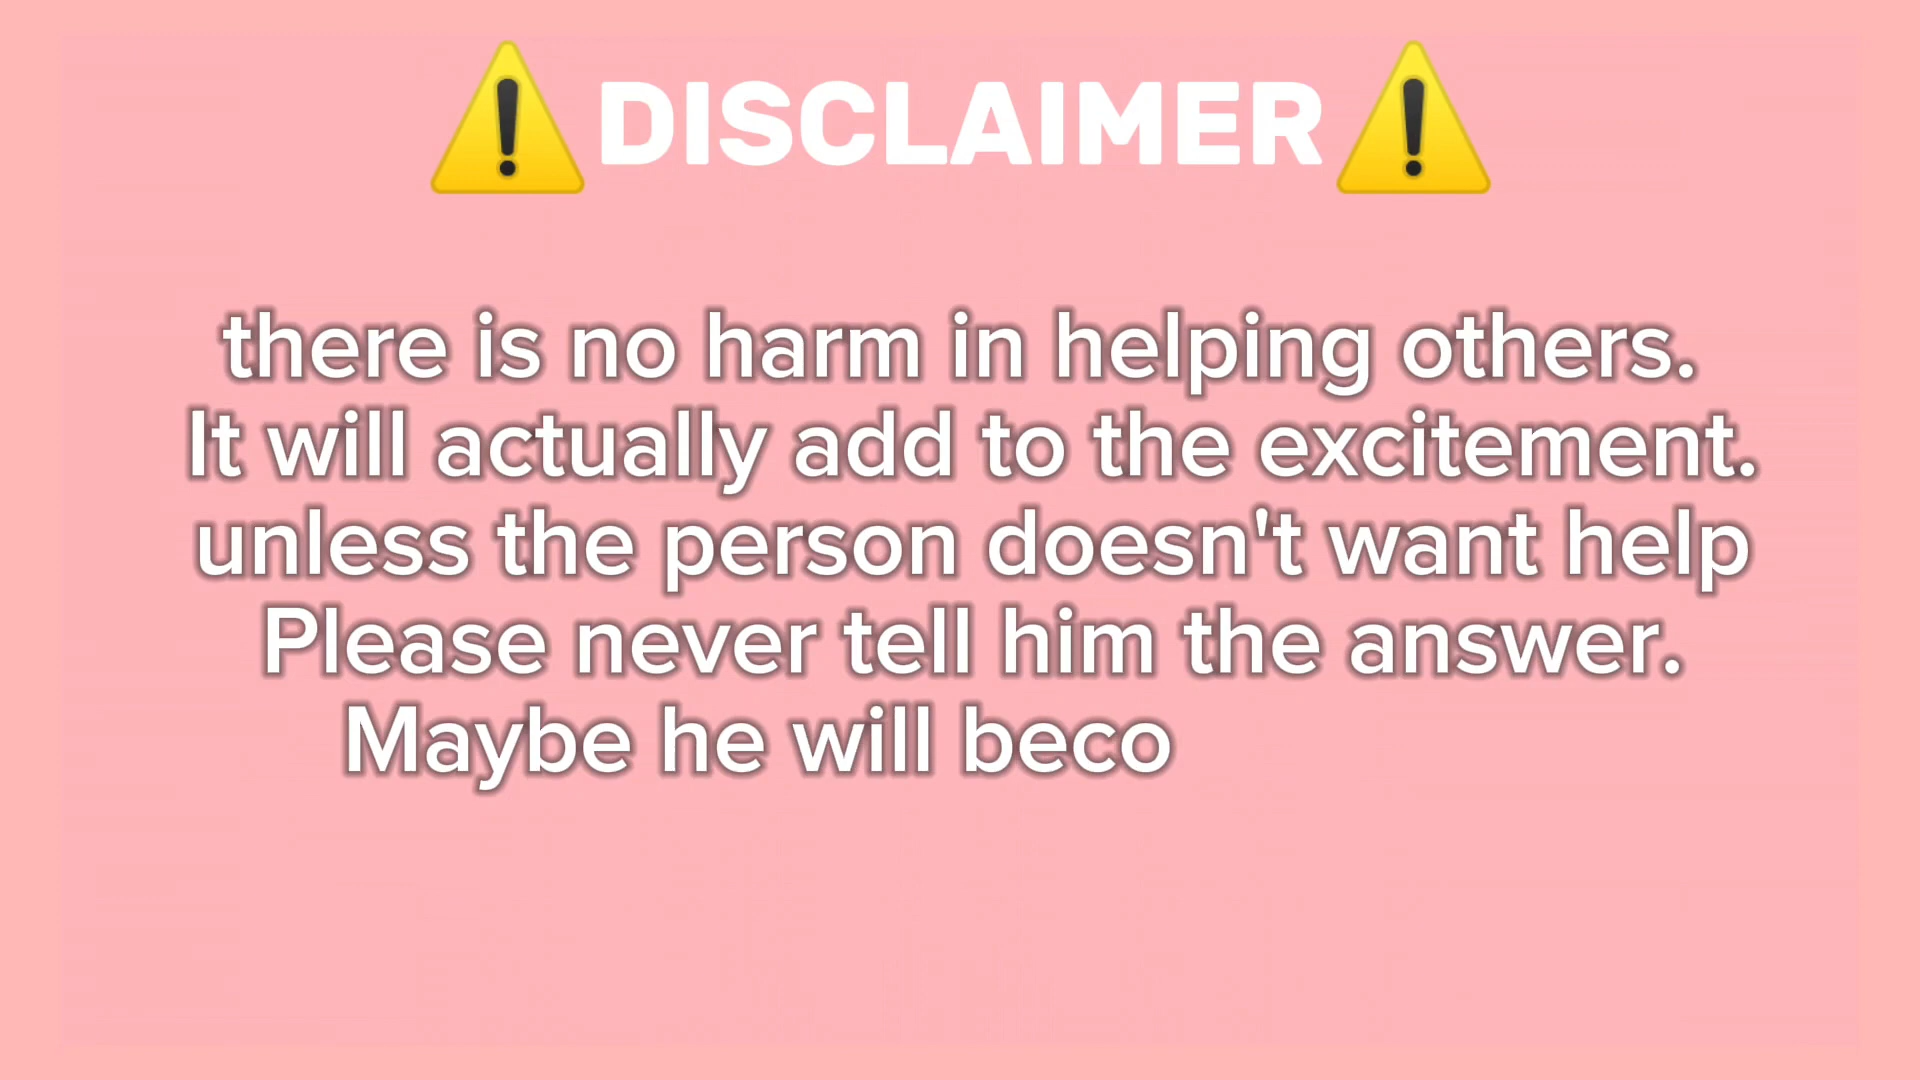 ⚠️DISCLAIMER⚠️
there is no harm in helping others.
It will actually add to the excitement.
unless the person doesn't want help
Please never tell him the answer.
Maybe he will beco